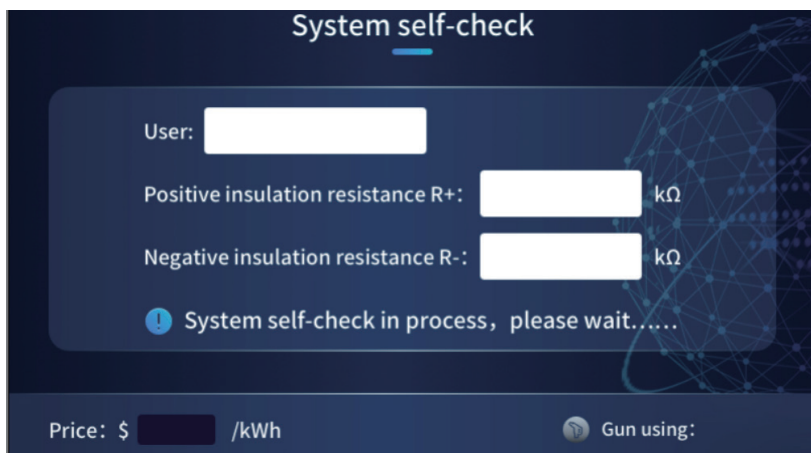 System self-check
User:
Positive insulation resistance R+： kΩ
Negative insulation resistance R-： kΩ
System self-check in process，please wait……
Price： $ /kWh
Gun using：